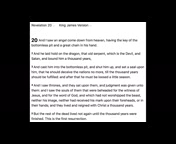 Revelation 20 ... King James Version ...
20 And I saw an angel come down from heaven, having the key of the
bottomless pit and a great chain in his hand.
2 And he laid hold on the dragon, that old serpent, which is the Devil, and
Satan, and bound him a thousand years,
3 And cast him into the bottomless pit, and shut him up, and set a seal upon
him, that he should deceive the nations no more, till the thousand years
should be fulfilled: and after that he must be loosed a little season.
4 And I saw thrones, and they sat upon them, and judgment was given unto
them: and I saw the souls of them that were beheaded for the witness of
Jesus, and for the word of God, and which had not worshipped the beast,
neither his image, neither had received his mark upon their foreheads, or in
their hands; and they lived and reigned with Christ a thousand years.
5 But the rest of the dead lived not again until the thousand years were
finished. This is the first resurrection.